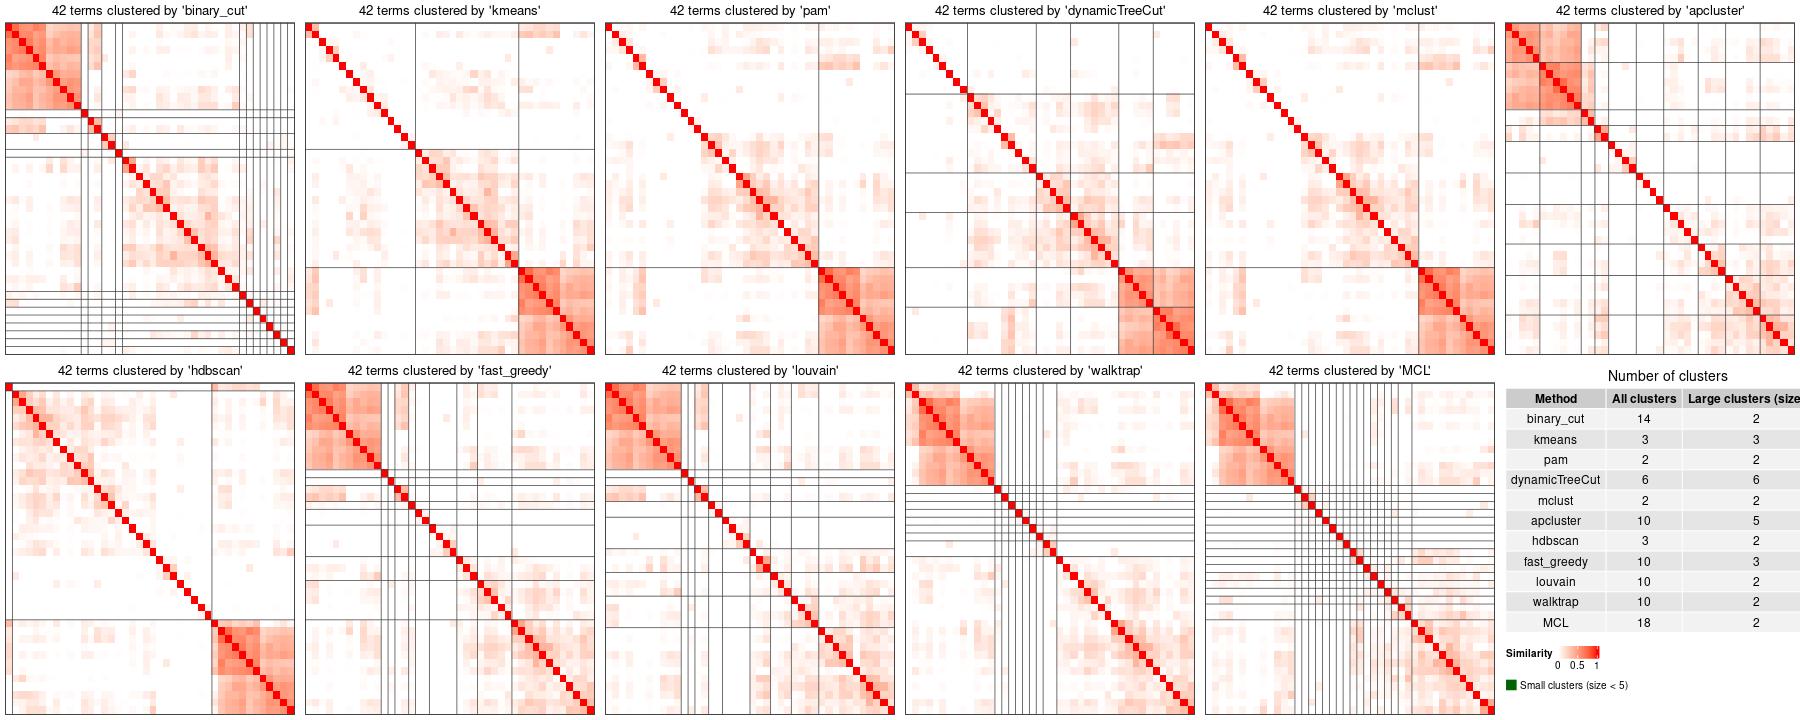 42 terms clustered by 'binary_cut'
42 terms clustered by 'kmeans'
42 terms clustered by 'pam'
42 terms clustered by 'dynamicTreeCut'
42 terms clustered by 'mclust'
42 terms clustered by 'apcluster'
42 terms clustered by 'hdbscan'
42 terms clustered by 'fast_greedy'
42 terms clustered by 'louvain'
42 terms clustered by 'walktrap'
42 terms clustered by 'MCL'
Number of clusters
Method All clusters Large clusters (size
binary_cut 14 2
kmeans 3 3
pam 2 2
dynamicTreeCut 6 6
mclust 2 2
apcluster 10 5
hdbscan 3 2
fast_greedy 10 3
louvain 10 2
walktrap 10 2
MCL 18 2
Similarity
0 0.5 1
Small clusters (size < 5)